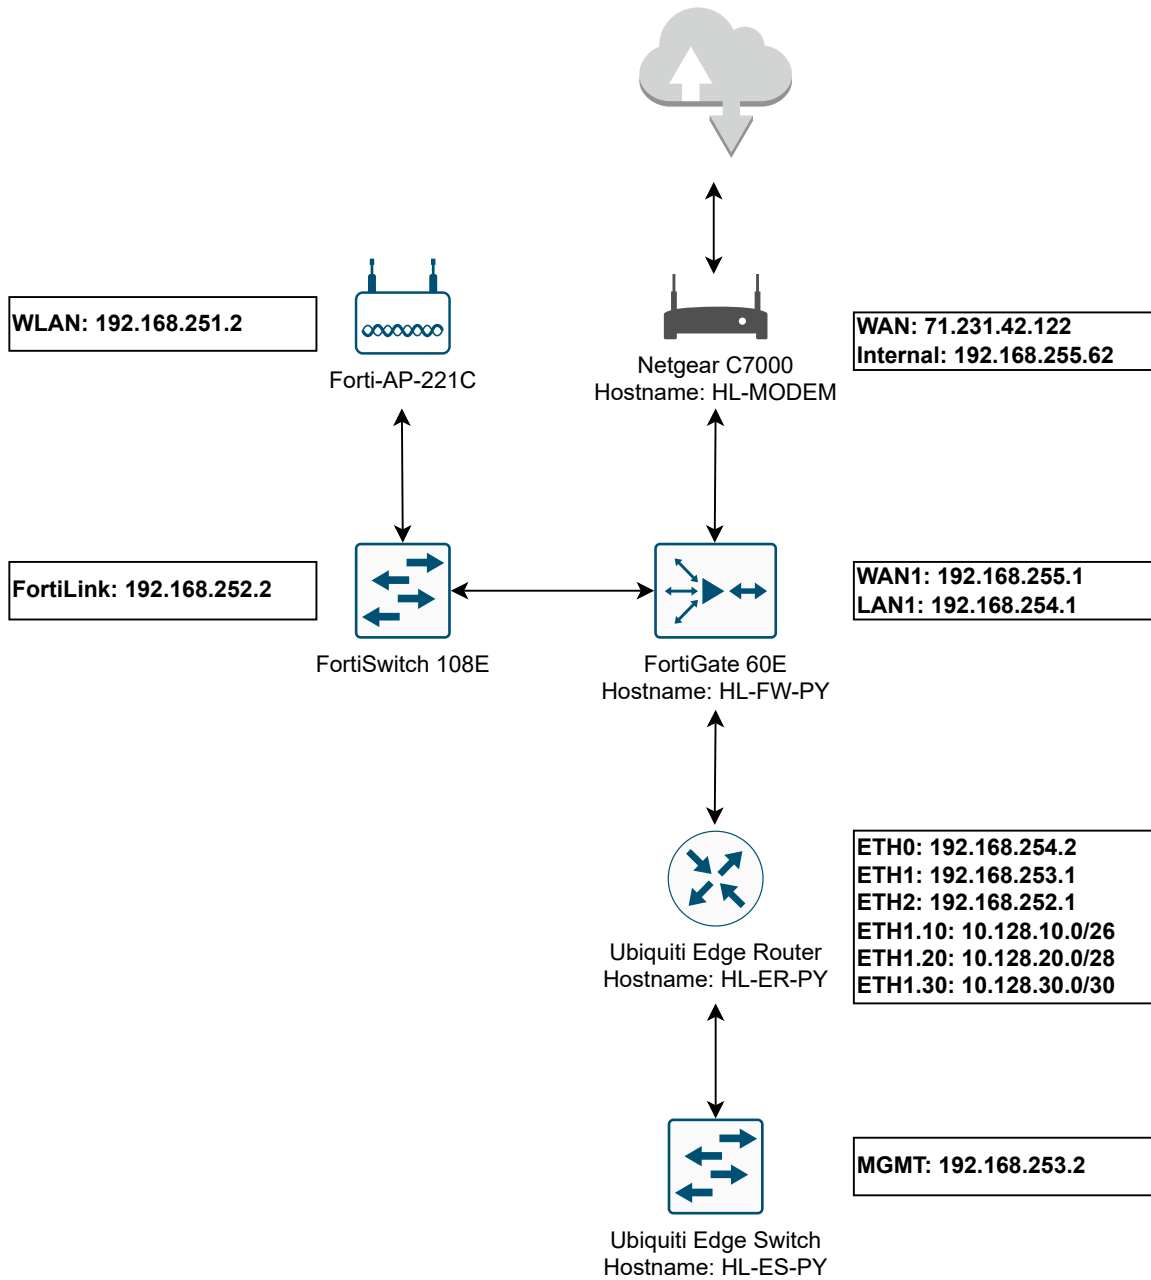 WLAN: 192.168.251.2
Forti-AP-221C
Netgear C7000
Hostname: HL-MODEM
WAN: 71.231.42.122
Internal: 192.168.255.62
FortiLink: 192.168.252.2
FortiSwitch 108E
FortiGate 60E
Hostname: HL-FW-PY
WAN1: 192.168.255.1
LAN1: 192.168.254.1
Ubiquiti Edge Router
Hostname: HL-ER-PY
ETH0: 192.168.254.2
ETH1: 192.168.253.1
ETH2: 192.168.252.1
ETH1.10: 10.128.10.0/26
ETH1.20: 10.128.20.0/28
ETH1.30: 10.128.30.0/30
Ubiquiti Edge Switch
Hostname: HL-ES-PY
MGMT: 192.168.253.2